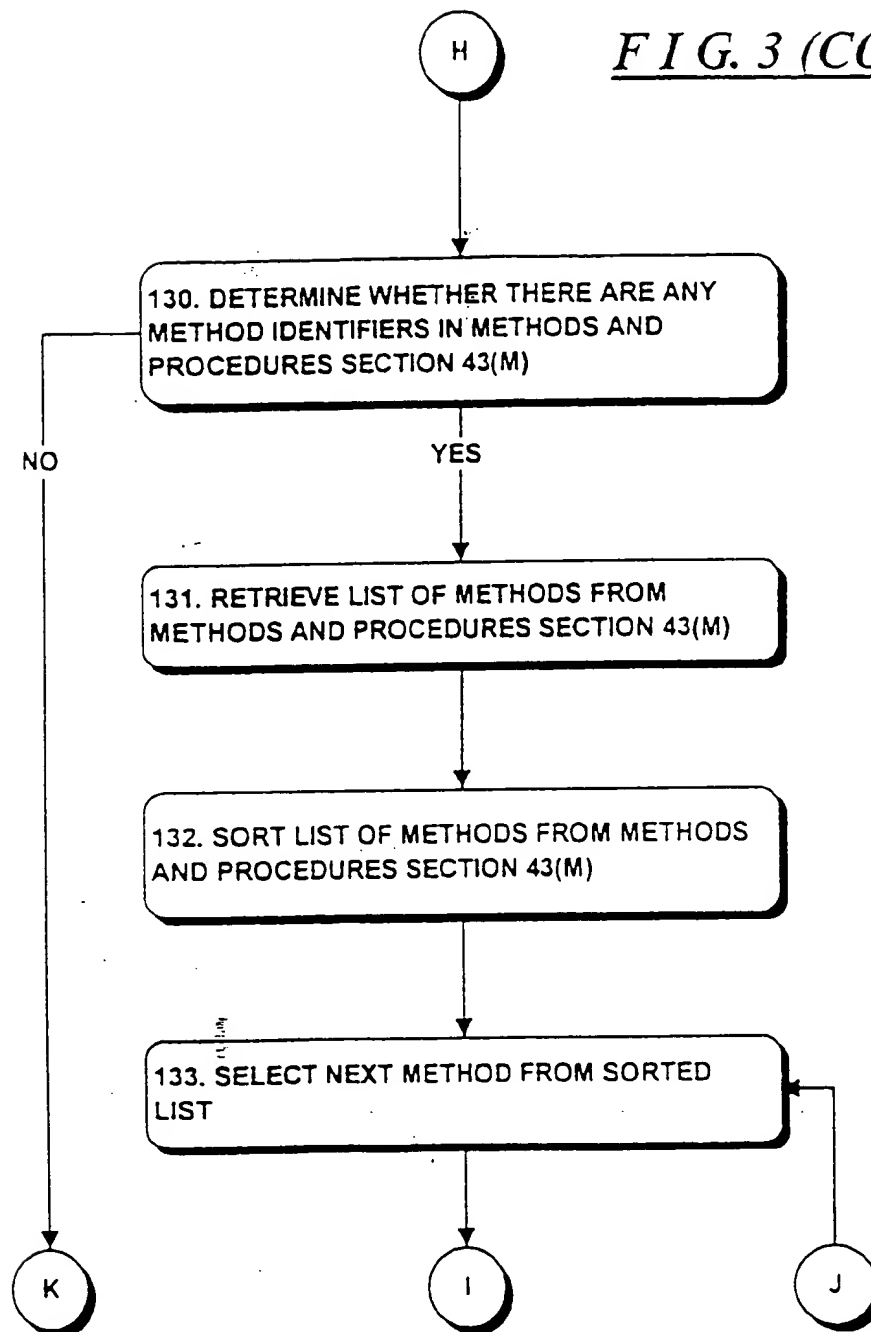 H
F I G. 3 (CO
130. DETERMINE WHETHER THERE ARE ANY
METHOD IDENTIFIERS IN METHODS AND
PROCEDURES SECTION 43(M)
NO
YES
131. RETRIEVE LIST OF METHODS FROM
METHODS AND PROCEDURES SECTION 43(M)
132. SORT LIST OF METHODS FROM METHODS
AND PROCEDURES SECTION 43(M)
133. SELECT NEXT METHOD FROM SORTED
LIST
K
I
J